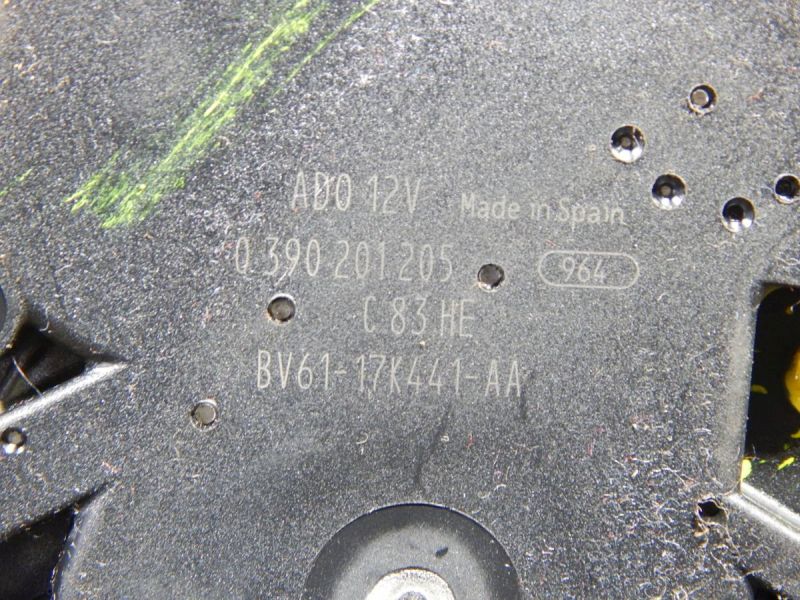 ADO 12V Made in Spain
0 390 201 205 964
C 83 HE
BV61-17K441-AA